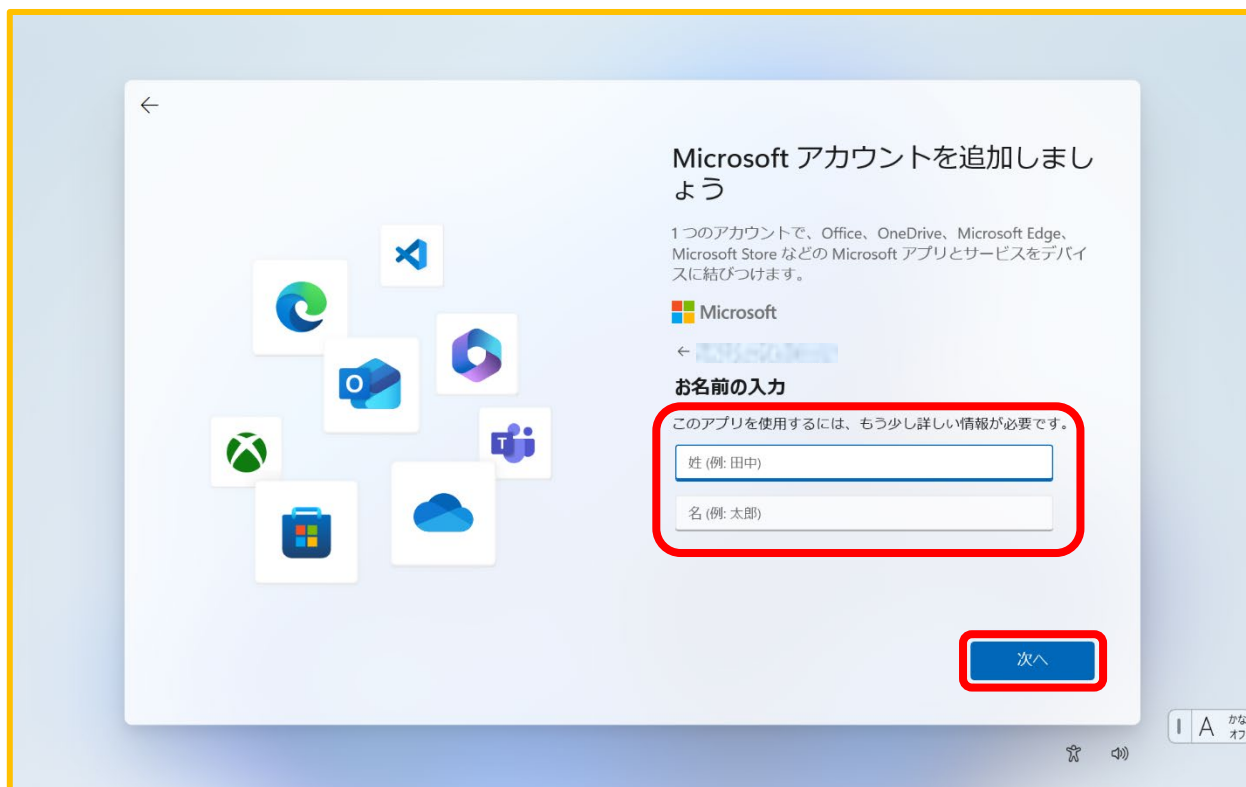 Microsoft アカウントを追加しまし
ょう
1 つのアカウントで、Office、OneDrive、Microsoft Edge、
Microsoft Store などの Microsoft アプリとサービスをデバイ
スに結びつけます。
Microsoft
お名前の入力
このアプリを使用するには、もう少し詳しい情報が必要です。
姓 (例: 田中)
名 (例: 太郎)
次へ
A かな